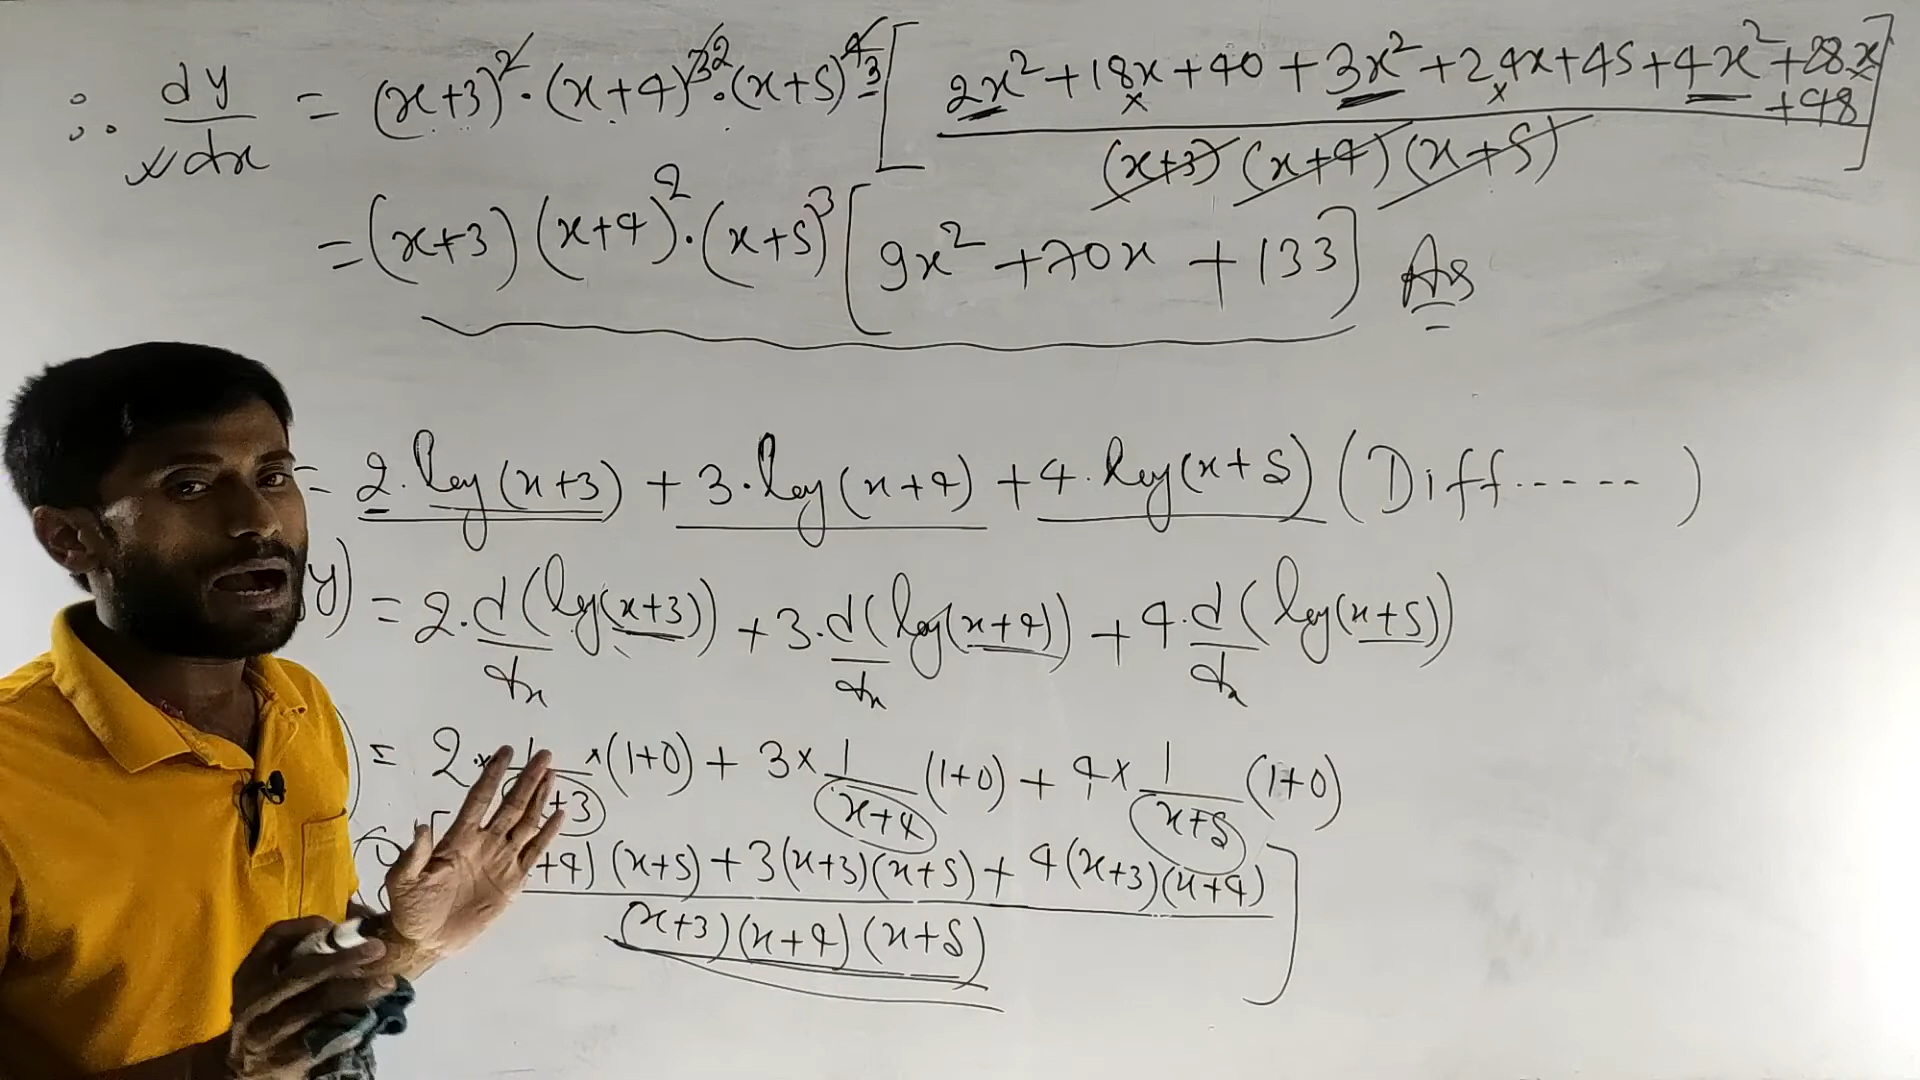 ∴ dy/dx = (x+3)² · (x+4)³² · (x+5)⁴³ [ 2x² + 18x + 40 + 3x² + 24x + 45 + 4x² + 28x + 48 / (x+3) (x+4) (x+5) ]
= (x+3) (x+4)² · (x+5)³ [ 9x² + 70x + 133 ] Ans
= 2 · log (x+3) + 3 · log (x+4) + 4 · log (x+5) (Diff.....)
y) = 2 · d/dx (log(x+3)) + 3 · d/dx (log(x+4)) + 4 · d/dx (log(x+5))
) = 2 × 1/+3 × (1+0) + 3 × 1/x+4 (1+0) + 4 × 1/x+5 (1+0)
+4) (x+5) + 3(x+3)(x+5) + 4(x+3)(x+4) ]
(x+3) (x+4) (x+5)